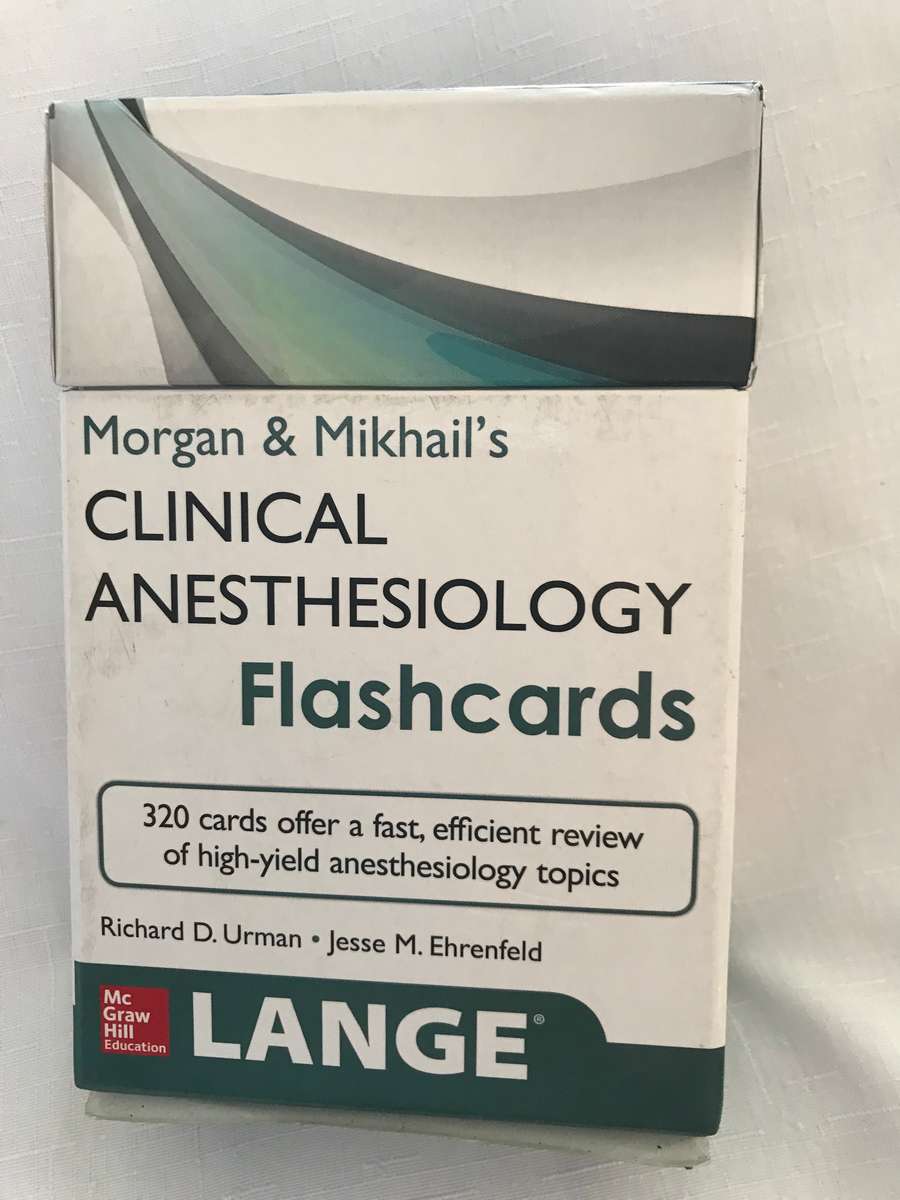 Morgan & Mikhail's
CLINICAL
ANESTHESIOLOGY
Flashcards
320 cards offer a fast, efficient review
of high-yield anesthesiology topics
Richard D. Urman • Jesse M. Ehrenfeld
Mc
Graw
Hill
Education
LANGE®